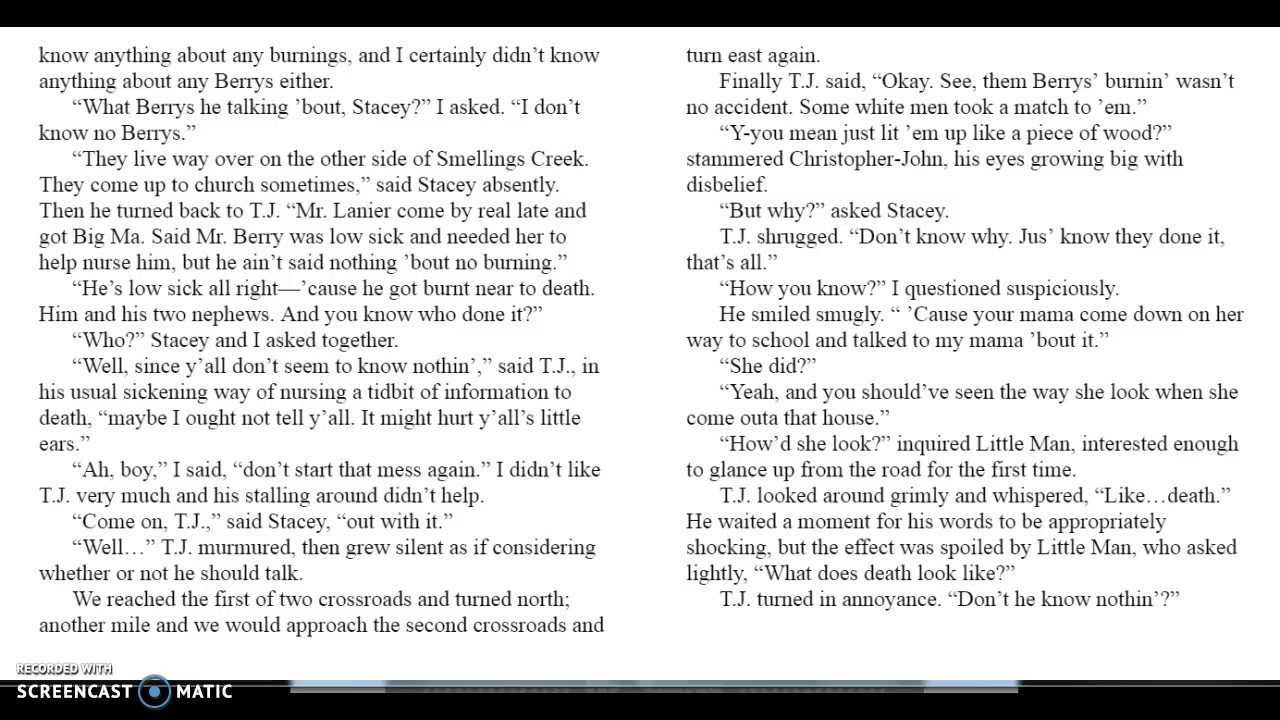 know anything about any burnings, and I certainly didn’t know
anything about any Berrys either.
“What Berrys he talking ’bout, Stacey?” I asked. “I don’t
know no Berrys.”
“They live way over on the other side of Smellings Creek.
They come up to church sometimes,” said Stacey absently.
Then he turned back to T.J. “Mr. Lanier come by real late and
got Big Ma. Said Mr. Berry was low sick and needed her to
help nurse him, but he ain’t said nothing ’bout no burning.”
“He’s low sick all right—’cause he got burnt near to death.
Him and his two nephews. And you know who done it?”
“Who?” Stacey and I asked together.
“Well, since y’all don’t seem to know nothin’,” said T.J., in
his usual sickening way of nursing a tidbit of information to
death, “maybe I ought not tell y’all. It might hurt y’all’s little
ears.”
“Ah, boy,” I said, “don’t start that mess again.” I didn’t like
T.J. very much and his stalling around didn’t help.
“Come on, T.J.,” said Stacey, “out with it.”
“Well…” T.J. murmured, then grew silent as if considering
whether or not he should talk.
We reached the first of two crossroads and turned north;
another mile and we would approach the second crossroads and
turn east again.
Finally T.J. said, “Okay. See, them Berrys’ burnin’ wasn’t
no accident. Some white men took a match to ’em.”
“Y-you mean just lit ’em up like a piece of wood?”
stammered Christopher-John, his eyes growing big with
disbelief.
“But why?” asked Stacey.
T.J. shrugged. “Don’t know why. Jus’ know they done it,
that’s all.”
“How you know?” I questioned suspiciously.
He smiled smugly. “ ’Cause your mama come down on her
way to school and talked to my mama ’bout it.”
“She did?”
“Yeah, and you should’ve seen the way she look when she
come outa that house.”
“How’d she look?” inquired Little Man, interested enough
to glance up from the road for the first time.
T.J. looked around grimly and whispered, “Like…death.”
He waited a moment for his words to be appropriately
shocking, but the effect was spoiled by Little Man, who asked
lightly, “What does death look like?”
T.J. turned in annoyance. “Don’t he know nothin’?”
RECORDED WITH
SCREENCAST MATIC